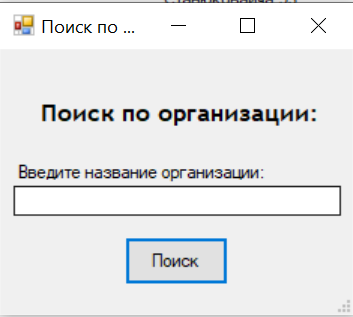 Поиск по ...
Поиск по организации:
Введите название организации:
Поиск